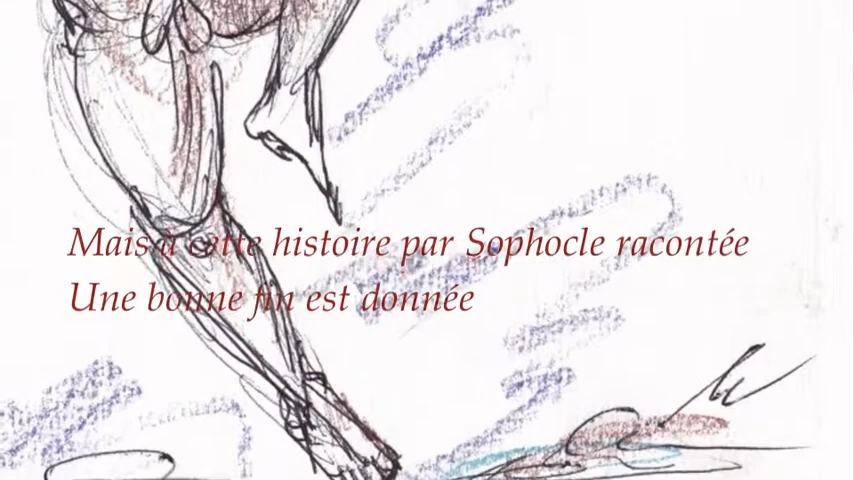 Mais à cette histoire par Sophocle racontée
Une bonne fin est donnée